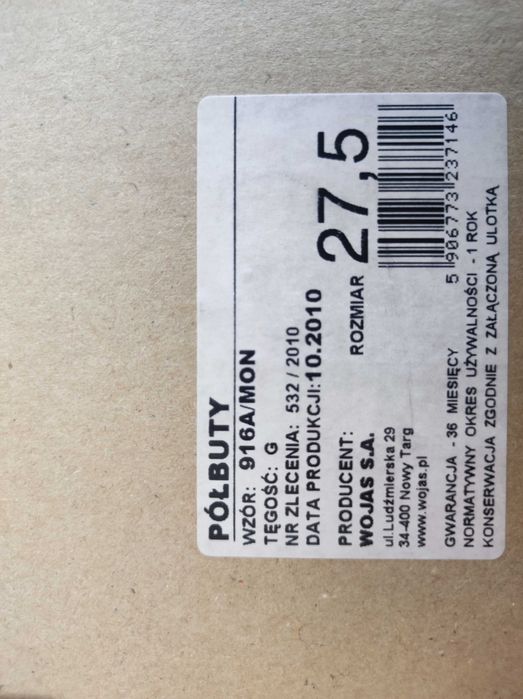 PÓŁBUTY
WZÓR: 916A/MON
TĘGOŚĆ: G
NR ZLECENIA: 532 / 2010
DATA PRODUKCJI:10.2010
PRODUCENT:
WOJAS S.A.
ul.Ludźmierska 29
34-400 Nowy Targ
www.wojas.pl
ROZMIAR 27,5
5 906773 237146
GWARANCJA - 36 MIESIĘCY
NORMATYWNY OKRES UŻYWALNOŚCI - 1 ROK
KONSERWACJA ZGODNIE Z ZAŁĄCZONĄ ULOTKĄ